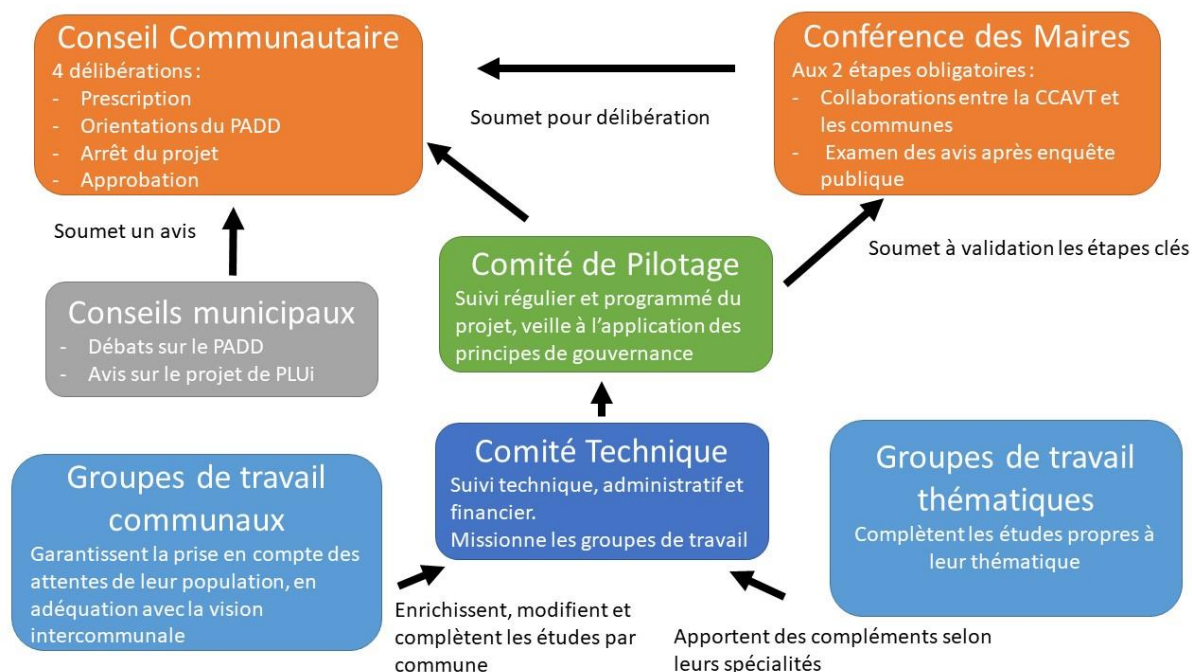 Conseil Communautaire
4 délibérations :
- Prescription
- Orientations du PADD
- Arrêt du projet
- Approbation
Conférence des Maires
Aux 2 étapes obligatoires :
- Collaborations entre la CCAVT et
les communes
- Examen des avis après enquête
publique
Soumet pour délibération
Soumet un avis
Soumet à validation les étapes clés
Comité de Pilotage
Suivi régulier et programmé du
projet, veille à l’application des
principes de gouvernance
Conseils municipaux
- Débats sur le PADD
- Avis sur le projet de PLUi
Comité Technique
Suivi technique, administratif et
financier.
Missionne les groupes de travail
Groupes de travail
communaux
Garantissent la prise en compte des
attentes de leur population, en
adéquation avec la vision
intercommunale
Groupes de travail
thématiques
Complètent les études propres à
leur thématique
Enrichissent, modifient et
complètent les études par
commune
Apportent des compléments selon
leurs spécialités